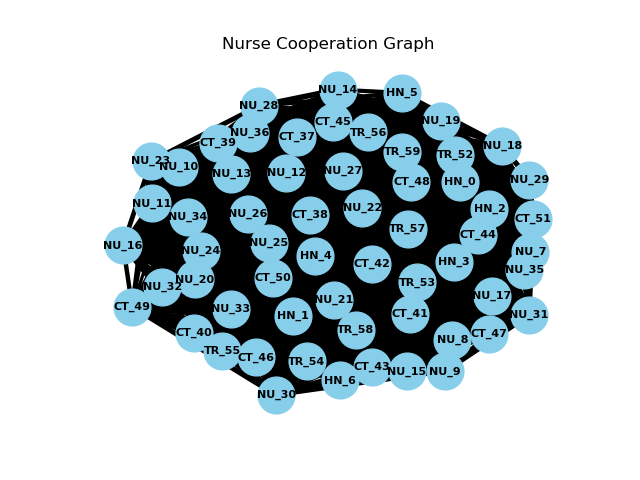 Nurse Cooperation Graph
NU_14
HN_5
NU_28
NU_19
CT_45
NU_36
TR_56
CT_37
CT_39
NU_18
TR_59
TR_52
NU_23
NU_10
NU_27
NU_12
NU_13
CT_48
HN_0
NU_29
NU_11
NU_22
HN_2
NU_26
CT_38
NU_34
CT_51
TR_57
CT_44
NU_16
NU_25
NU_24
NU_7
HN_4
CT_42
HN_3
NU_35
CT_50
NU_20
TR_53
NU_32
NU_17
NU_21
CT_49
NU_33
HN_1
CT_41
NU_31
TR_58
CT_40
CT_47
NU_8
TR_55
CT_46
TR_54
CT_43
NU_15
NU_9
HN_6
NU_30